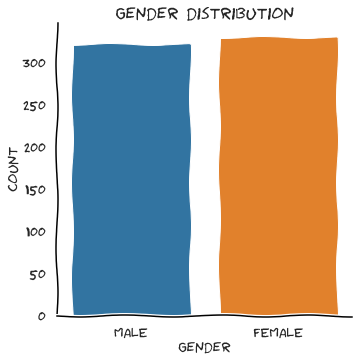 GENDER DISTRIBUTION
300
250
200
150
100
50
0
COUNT
MALE
FEMALE
GENDER